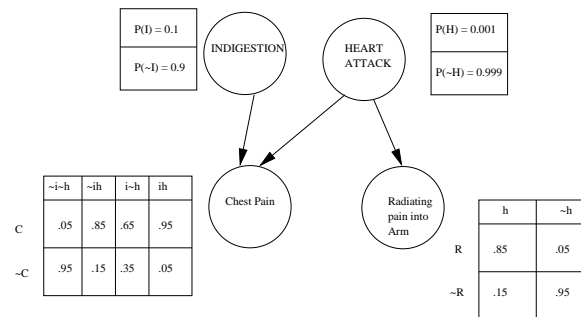 P(I) = 0.1
P(~I) = 0.9
INDIGESTION
HEART
ATTACK
P(H) = 0.001
P(~H) = 0.999
Chest Pain
Radiating
pain into
Arm
~i~h ~ih i~h ih
C .05 .85 .65 .95
~C .95 .15 .35 .05
h ~h
R .85 .05
~R .15 .95